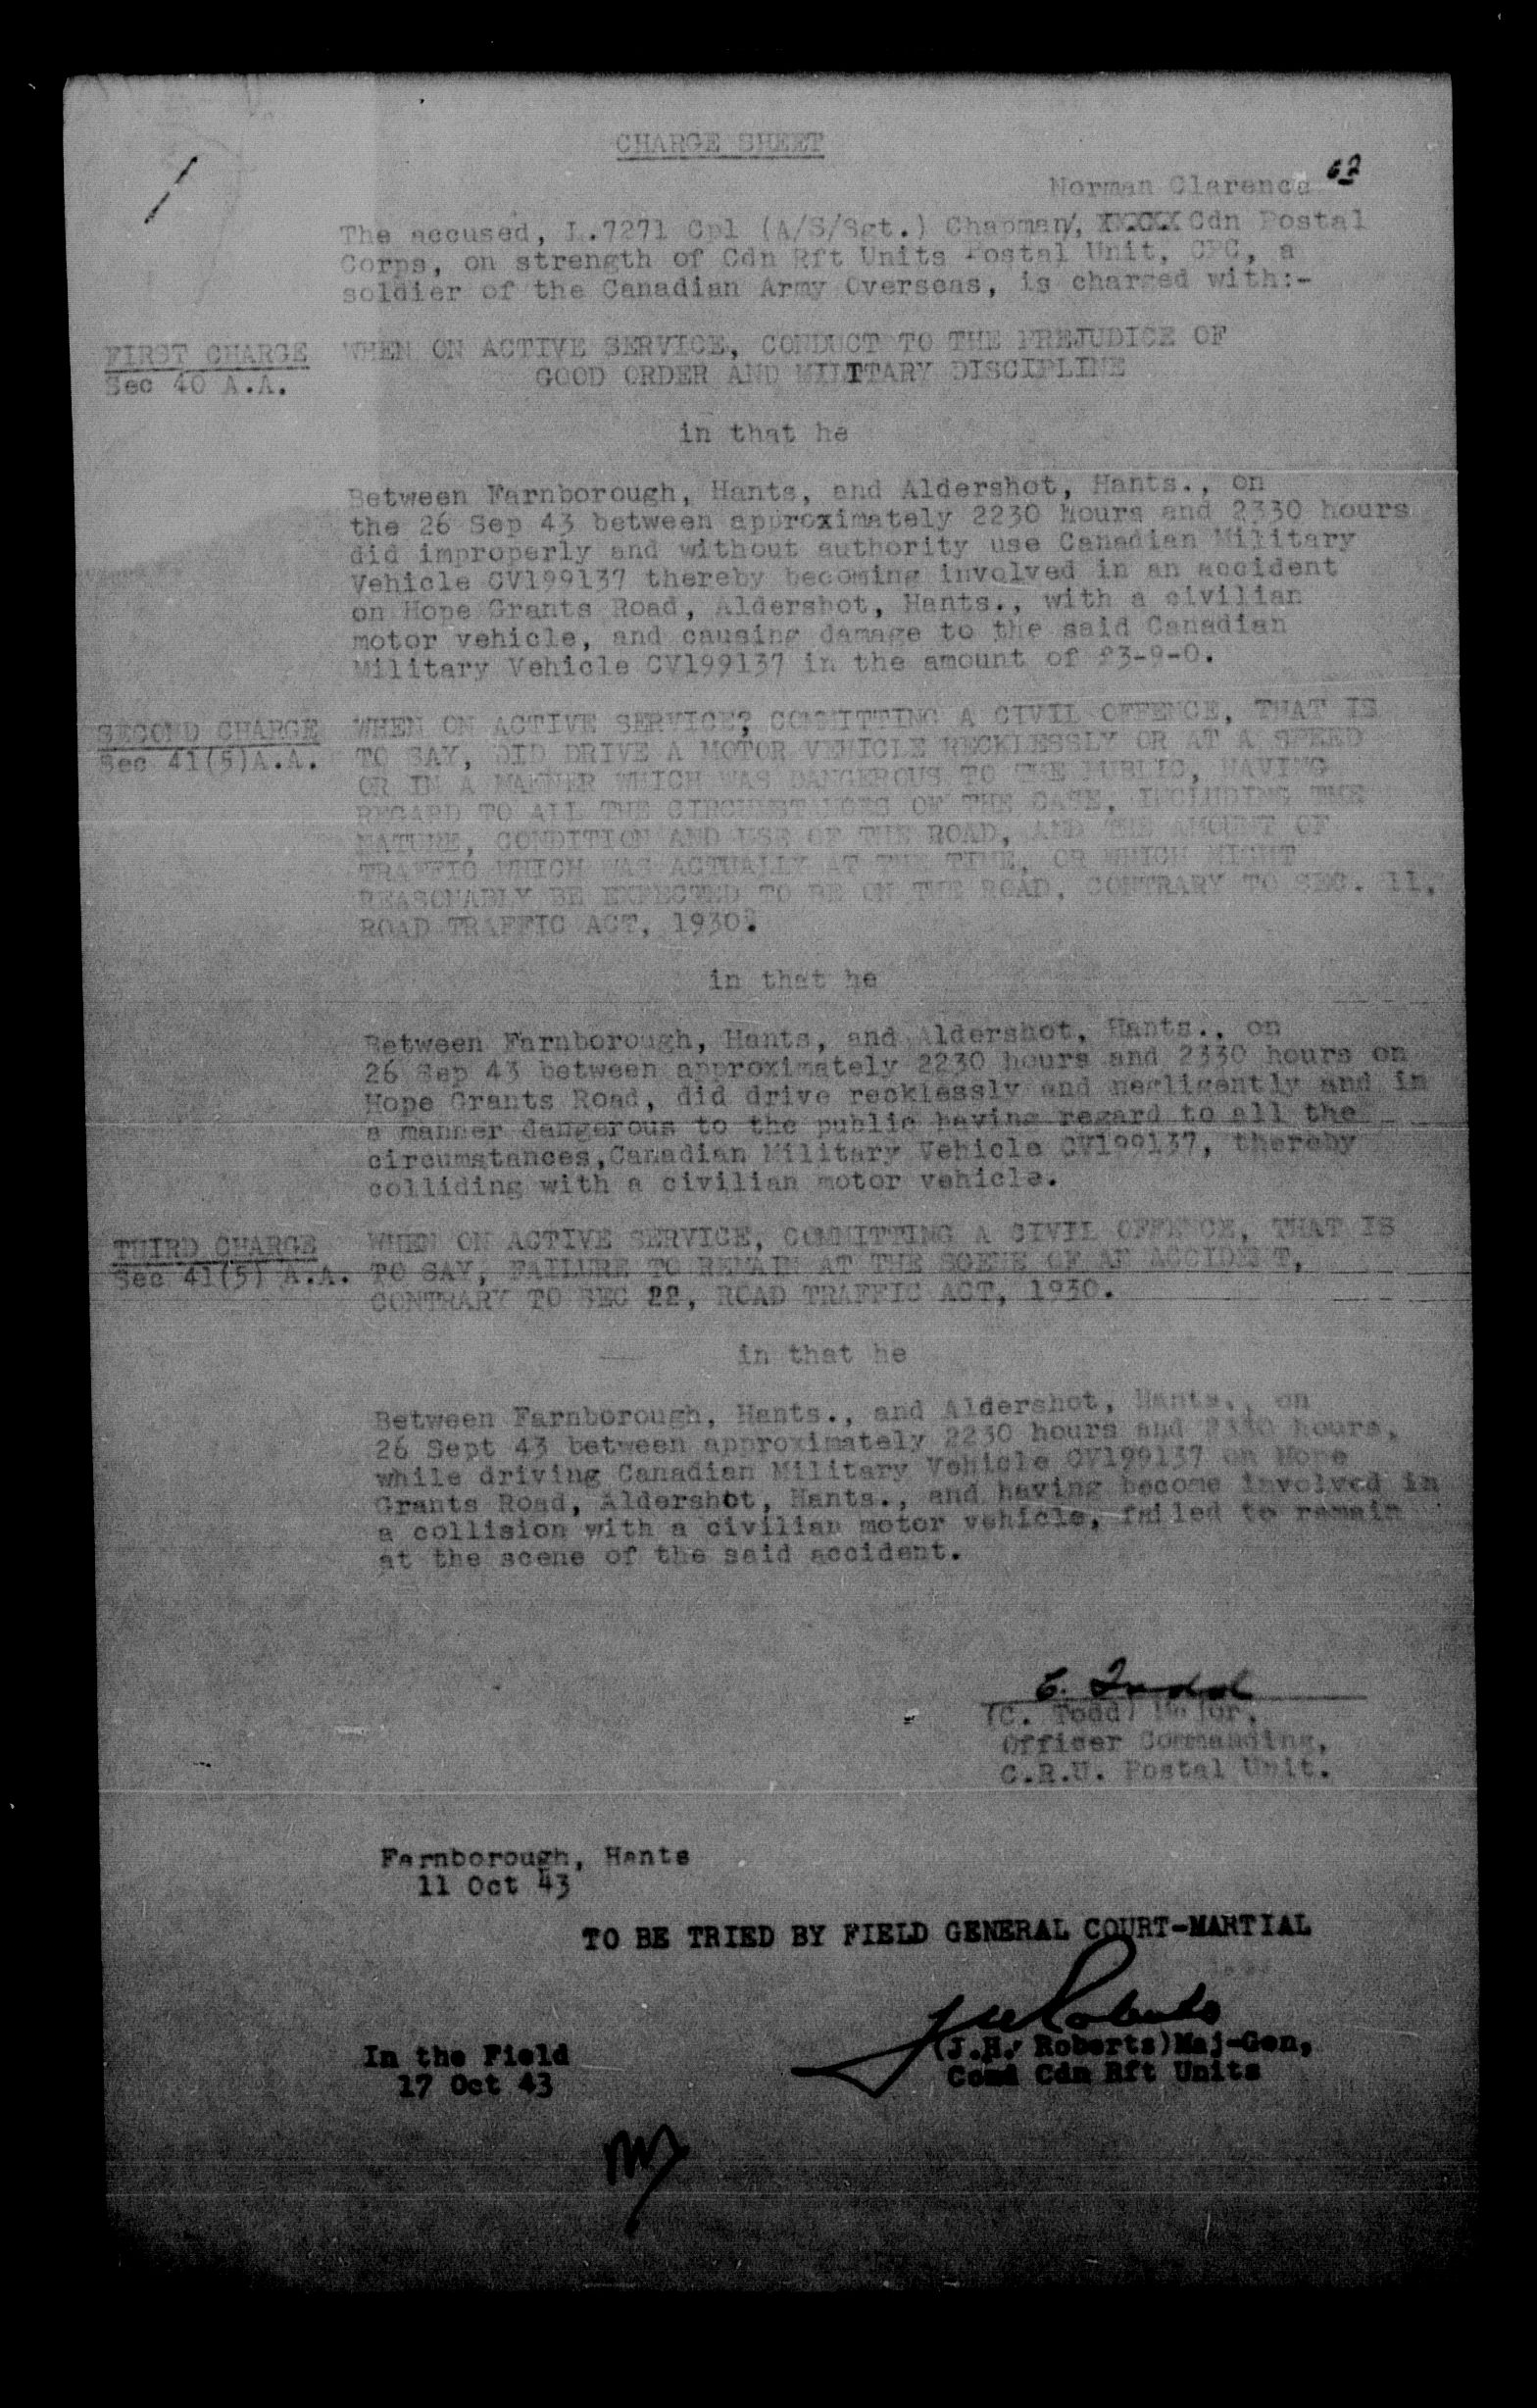 CHARGE SHEET
62
Norman Clarence
The accused, L.7271 Cpl (A/S/Sgt.) Chapman, Cdn Postal
Corps, on strength of Cdn Rft Units Postal Unit, CPC, a
soldier of the Canadian Army Overseas, is charged with:-
FIRST CHARGE WHEN ON ACTIVE SERVICE, CONDUCT TO THE PREJUDICE OF
Sec 40 A.A. GOOD ORDER AND MILITARY DISCIPLINE
in that he
Between Farnborough, Hants, and Aldershot, Hants., on
the 26 Sep 43 between approximately 2230 hours and 2330 hours
did improperly and without authority use Canadian Military
Vehicle CV199137 thereby becoming involved in an accident
on Hope Grants Road, Aldershot, Hants., with a civilian
motor vehicle, and causing damage to the said Canadian
Military Vehicle CV199137 in the amount of £3-9-0.
SECOND CHARGE WHEN ON ACTIVE SERVICE, COMMITTING A CIVIL OFFENCE, THAT IS
Sec 41(5)A.A. TO SAY, DID DRIVE A MOTOR VEHICLE RECKLESSLY OR AT A SPEED
OR IN A MANNER WHICH WAS DANGEROUS TO THE PUBLIC, HAVING
REGARD TO ALL THE CIRCUMSTANCES OF THE CASE, INCLUDING THE
NATURE, CONDITION AND USE OF THE ROAD, AND THE AMOUNT OF
TRAFFIC WHICH WAS ACTUALLY AT THE TIME, OR WHICH MIGHT
REASONABLY BE EXPECTED TO BE ON THE ROAD, CONTRARY TO SEC. 11,
ROAD TRAFFIC ACT, 1930.
in that he
Between Farnborough, Hants, and Aldershot, Hants., on
26 Sep 43 between approximately 2230 hours and 2330 hours on
Hope Grants Road, did drive recklessly and negligently and in
a manner dangerous to the public having regard to all the
circumstances,Canadian Military Vehicle CV199137, thereby
colliding with a civilian motor vehicle.
THIRD CHARGE WHEN ON ACTIVE SERVICE, COMMITTING A CIVIL OFFENCE, THAT IS
Sec 41(5) A.A. TO SAY, FAILURE TO REMAIN AT THE SCENE OF AN ACCIDENT,
CONTRARY TO SEC 22, ROAD TRAFFIC ACT, 1930.
in that he
Between Farnborough, Hants., and Aldershot, Hants., on
26 Sept 43 between approximately 2230 hours and 2330 hours,
while driving Canadian Military Vehicle CV199137 on Hope
Grants Road, Aldershot, Hants., and having become involved in
a collision with a civilian motor vehicle, failed to remain
at the scene of the said accident.
C. Todd
(C. Todd) Major,
Officer Commanding,
C.R.U. Postal Unit.
Farnborough, Hants
11 Oct 43
TO BE TRIED BY FIELD GENERAL COURT-MARTIAL
J H Roberts
(J.H. Roberts)Maj-Gen,
In the Field
Comd Cdn Rft Units
17 Oct 43